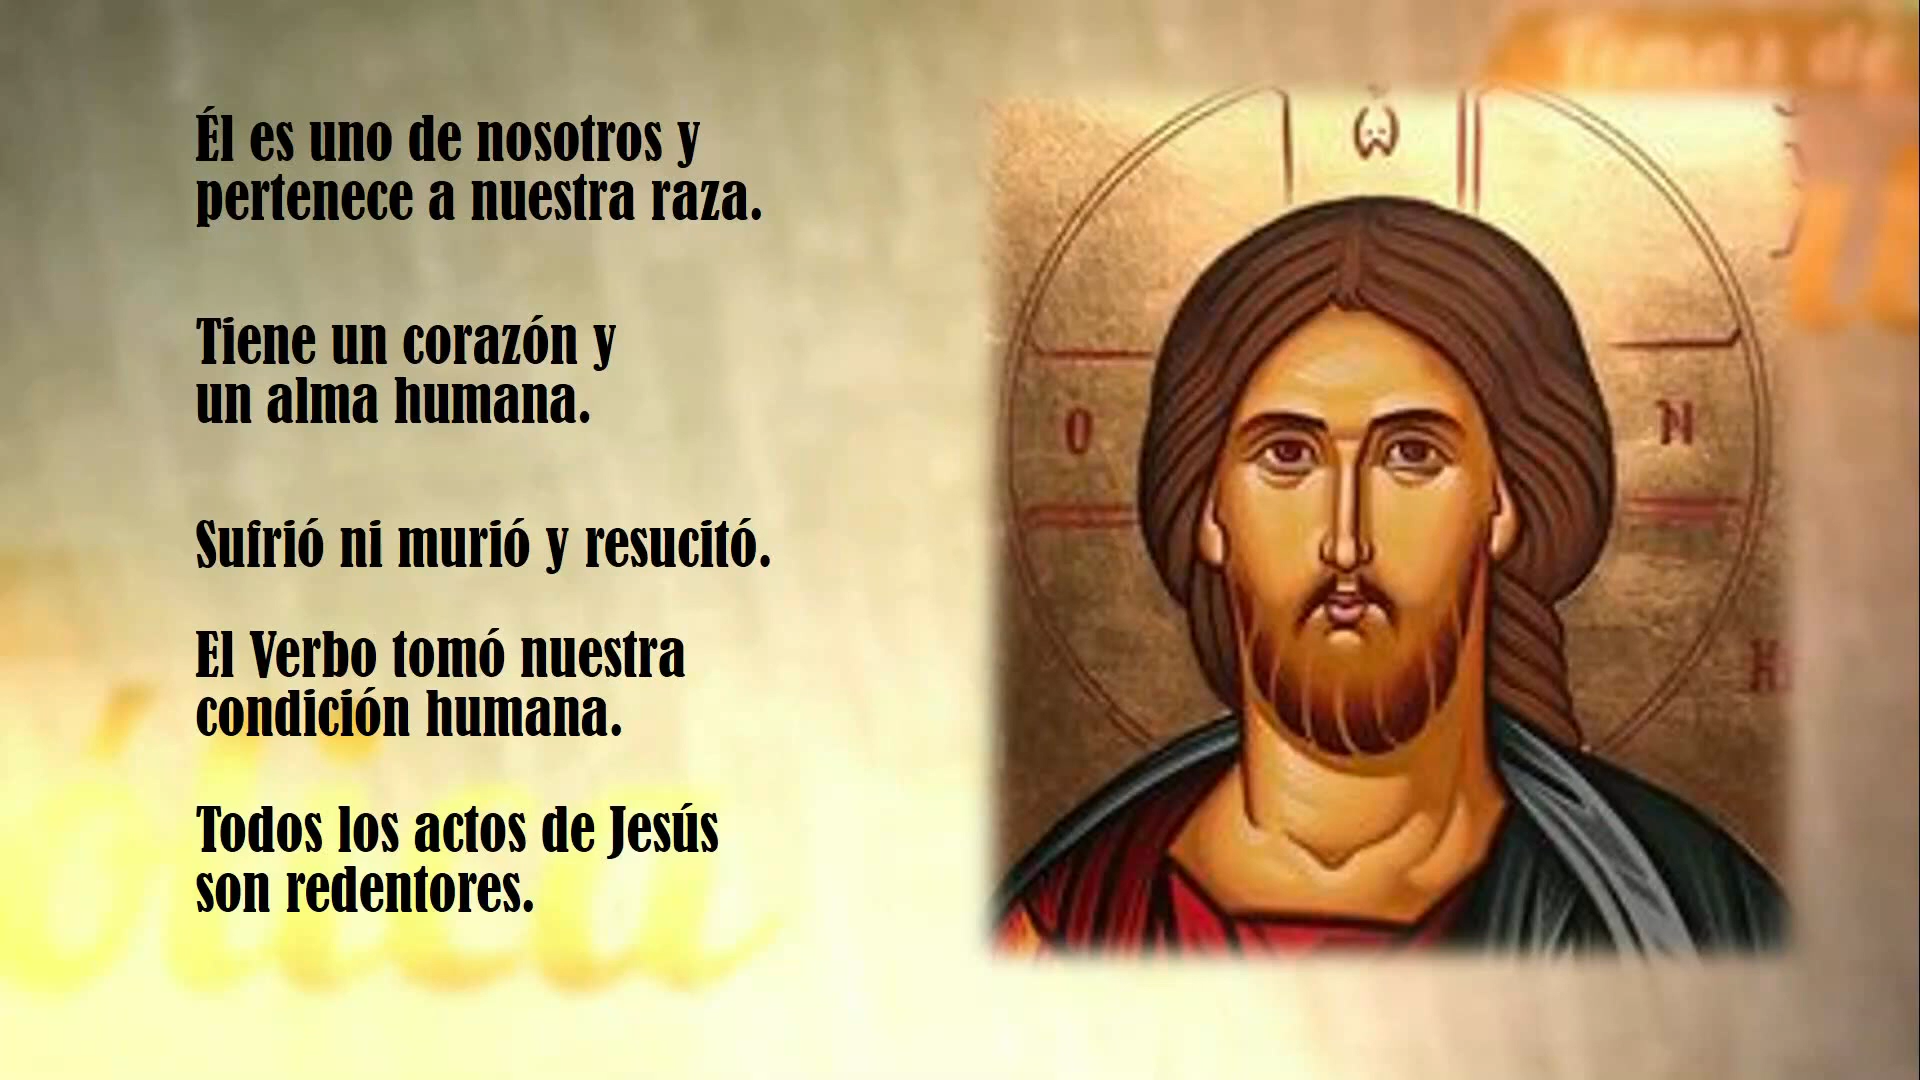 Él es uno de nosotros y
pertenece a nuestra raza.
Tiene un corazón y
un alma humana.
Sufrió ni murió y resucitó.
El Verbo tomó nuestra
condición humana.
Todos los actos de Jesús
son redentores.
Ὡ
Ο
Ν